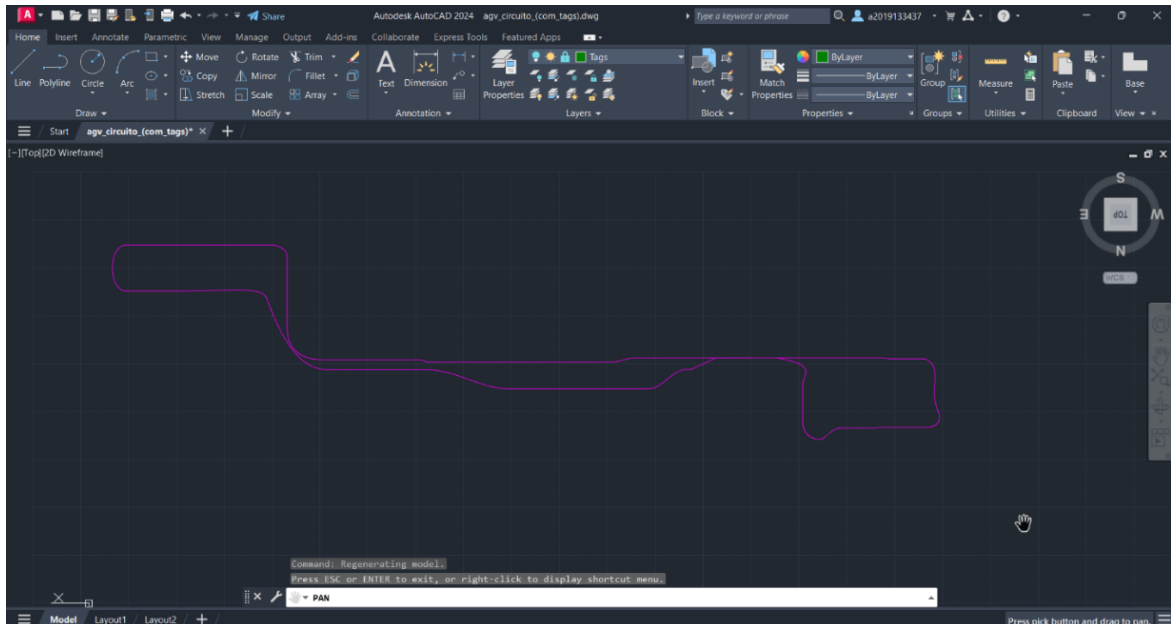 A Share Autodesk AutoCAD 2024 agv_circuito_(com_tags).dwg Type a keyword or phrase a2019133437
Home Insert Annotate Parametric View Manage Output Add-ins Collaborate Express Tools Featured Apps
Line Polyline Circle Arc
Move Rotate Trim
Copy Mirror Fillet
Stretch Scale Array
Text Dimension
Layer Properties
Tags
Insert
Match Properties
ByLayer
ByLayer
ByLayer
Group
Measure
Paste
Base
Draw Modify Annotation Layers Block Properties Groups Utilities Clipboard View
Start agv_circuito_(com_tags)* × +
[−][Top][2D Wireframe]
S
E TOP W
N
WCS
Command: Regenerating model.
Press ESC or ENTER to exit, or right-click to display shortcut menu.
PAN
X
Model Layout1 Layout2 + Press pick button and drag to pan.